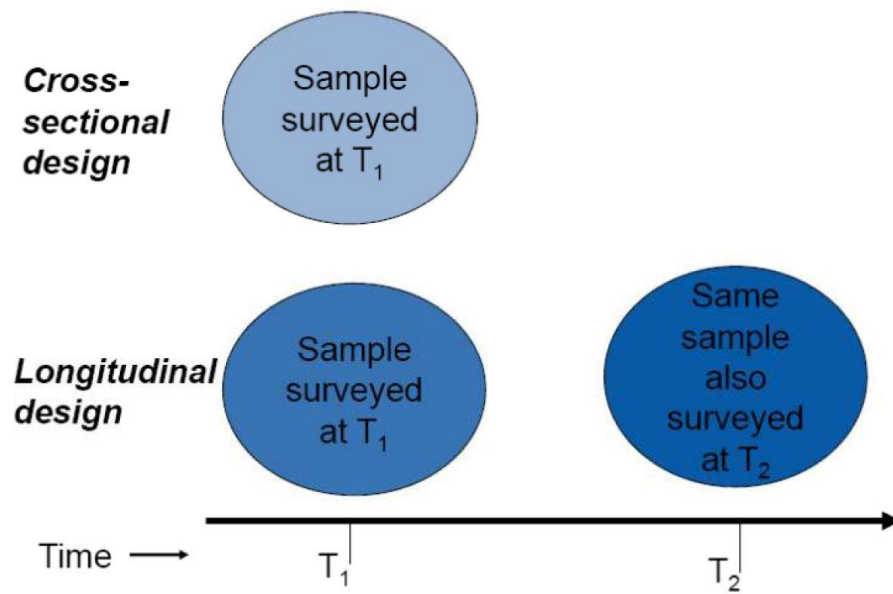 Cross-
sectional
design
Sample
surveyed
at T₁
Longitudinal
design
Sample
surveyed
at T₁
Same
sample
also
surveyed
at T₂
Time
T₁
T₂